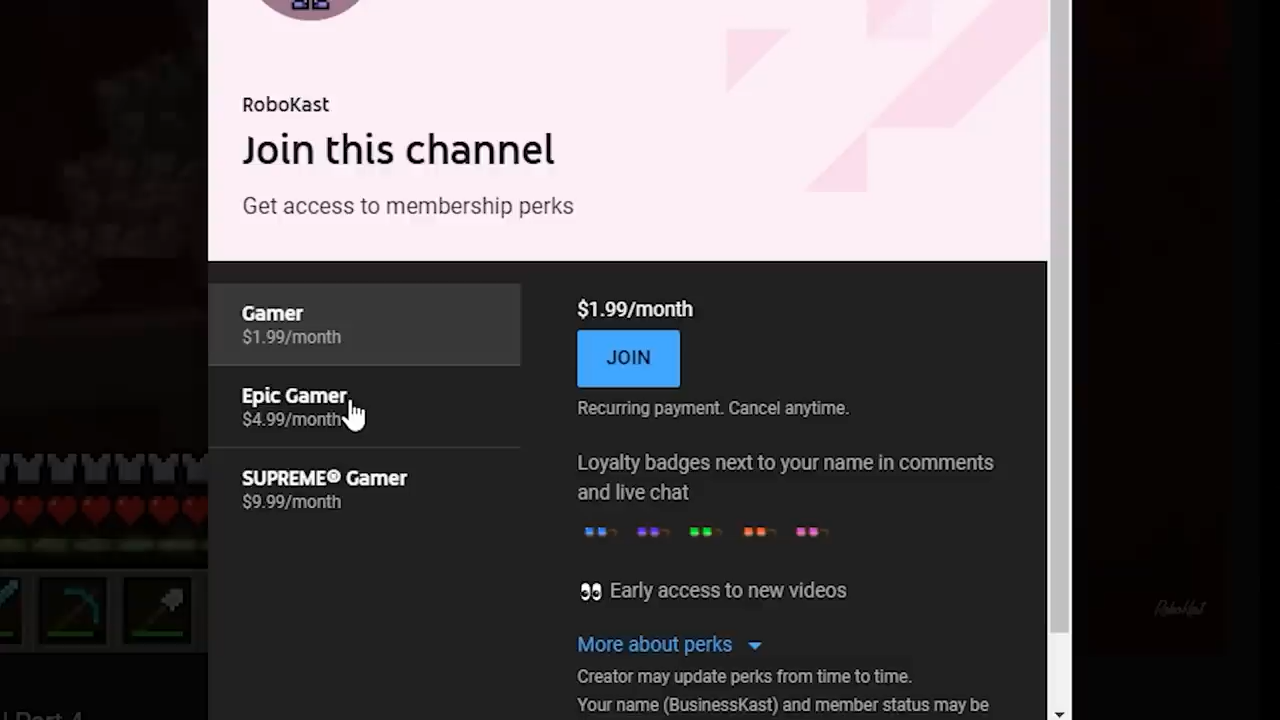 RoboKast
Join this channel
Get access to membership perks
Gamer
$1.99/month
Epic Gamer
$4.99/month
SUPREME® Gamer
$9.99/month
$1.99/month
JOIN
Recurring payment. Cancel anytime.
Loyalty badges next to your name in comments
and live chat
👀 Early access to new videos
More about perks
Creator may update perks from time to time.
Your name (BusinessKast) and member status may be
RoboKast
Part 4